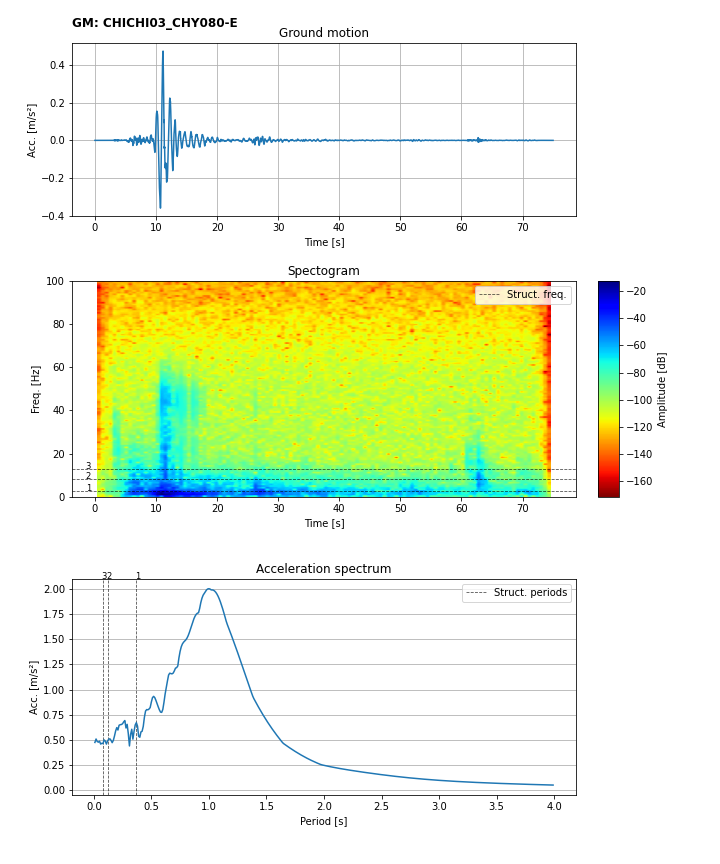 GM: CHICHI03_CHY080-E
Ground motion
0.4
0.2
0.0
−0.2
−0.4
Acc. [m/s²]
0 10 20 30 40 50 60 70
Time [s]
Spectogram
100
80
60
40
20
0
Freq. [Hz]
Struct. freq.
3
2
1
0 10 20 30 40 50 60 70
Time [s]
−20
−40
−60
−80
−100
−120
−140
−160
Amplitude [dB]
Acceleration spectrum
3 2 1
2.00
1.75
1.50
1.25
1.00
0.75
0.50
0.25
0.00
Acc. [m/s²]
Struct. periods
0.0 0.5 1.0 1.5 2.0 2.5 3.0 3.5 4.0
Period [s]